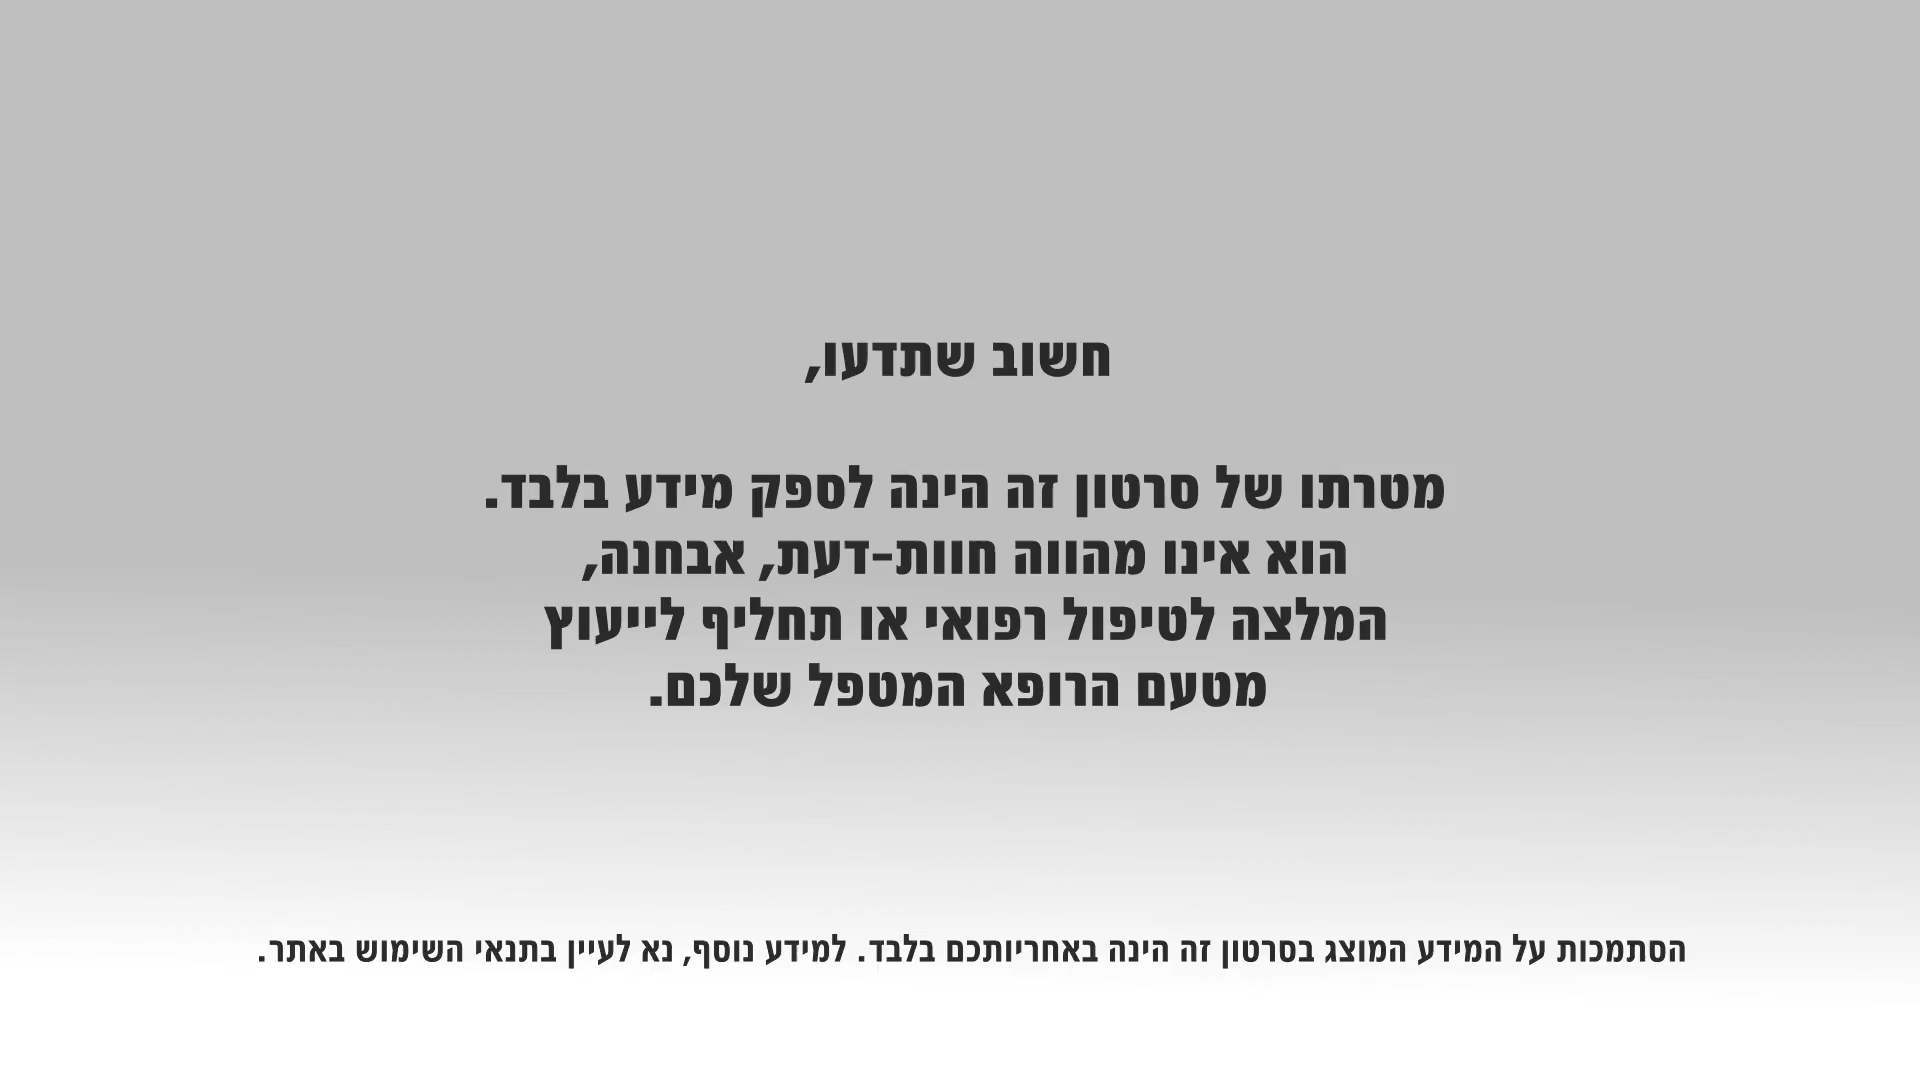 חשוב שתדעו,
מטרתו של סרטון זה הינה לספק מידע בלבד.
הוא אינו מהווה חוות-דעת, אבחנה,
המלצה לטיפול רפואי או תחליף לייעוץ
מטעם הרופא המטפל שלכם.
הסתמכות על המידע המוצג בסרטון זה הינה באחריותכם בלבד. למידע נוסף, נא לעיין בתנאי השימוש באתר.